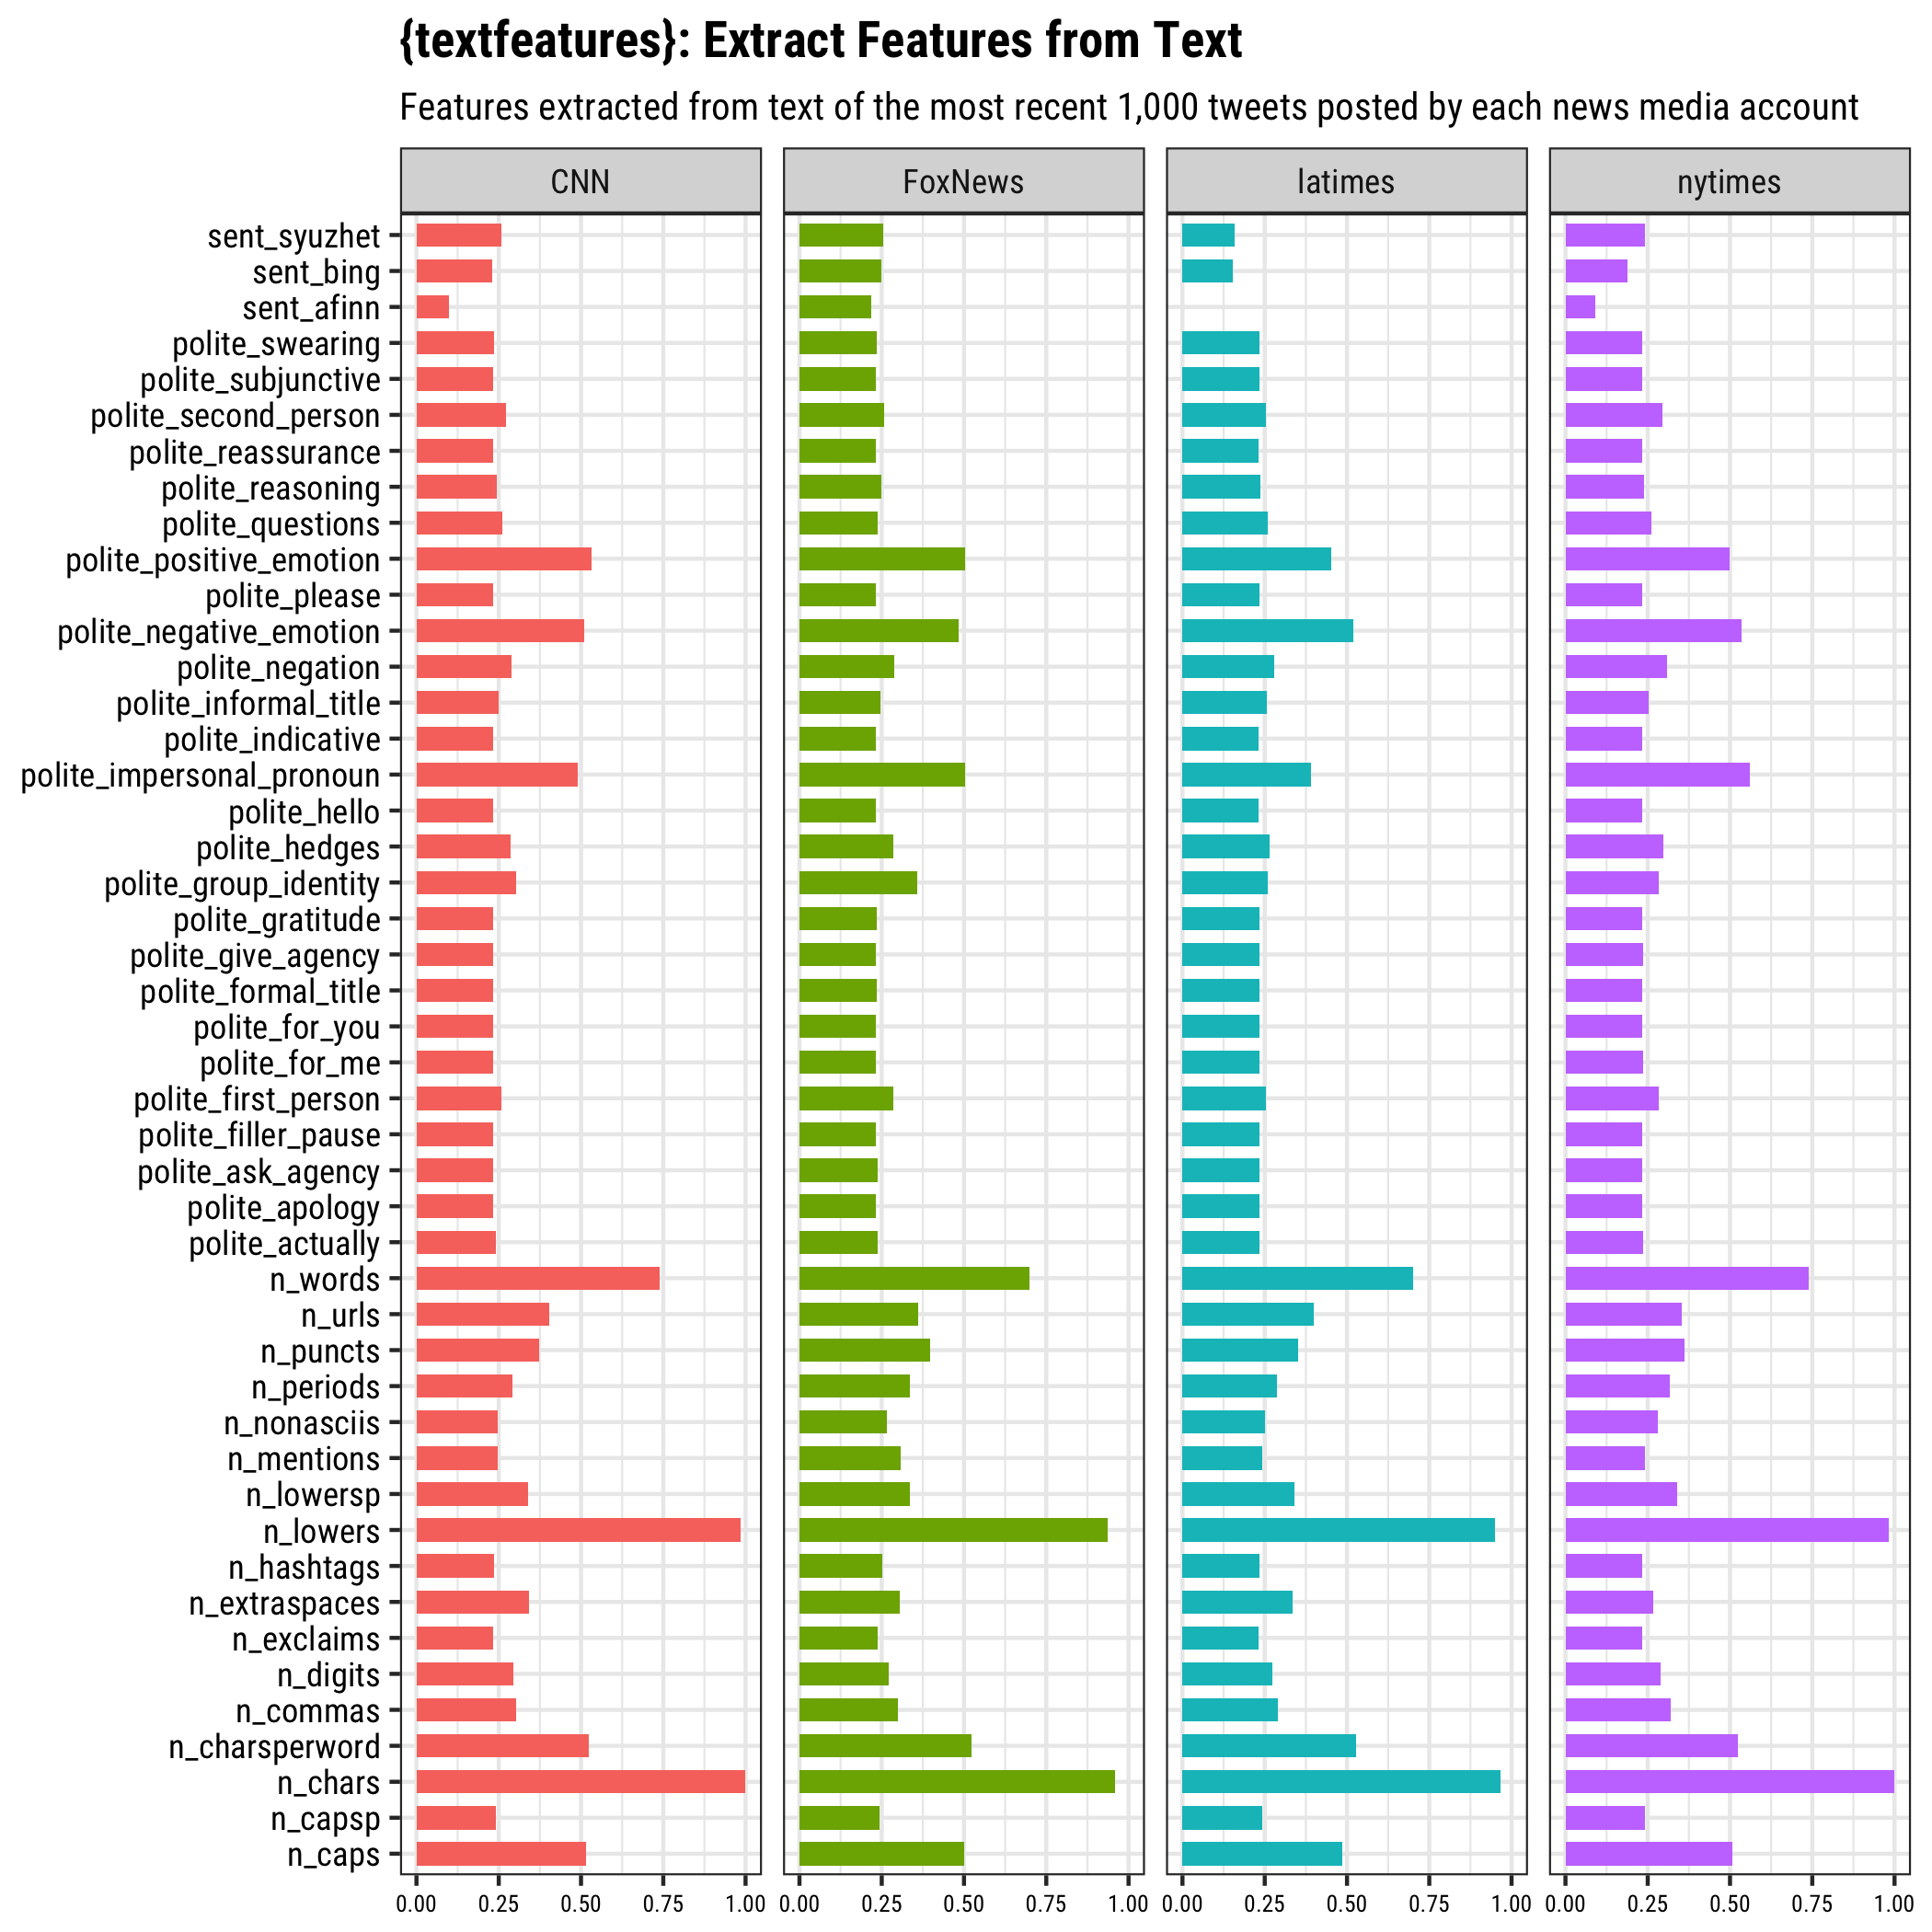 {textfeatures}: Extract Features from Text
Features extracted from text of the most recent 1,000 tweets posted by each news media account
CNN FoxNews latimes nytimes
sent_syuzhet
sent_bing
sent_afinn
polite_swearing
polite_subjunctive
polite_second_person
polite_reassurance
polite_reasoning
polite_questions
polite_positive_emotion
polite_please
polite_negative_emotion
polite_negation
polite_informal_title
polite_indicative
polite_impersonal_pronoun
polite_hello
polite_hedges
polite_group_identity
polite_gratitude
polite_give_agency
polite_formal_title
polite_for_you
polite_for_me
polite_first_person
polite_filler_pause
polite_ask_agency
polite_apology
polite_actually
n_words
n_urls
n_puncts
n_periods
n_nonasciis
n_mentions
n_lowersp
n_lowers
n_hashtags
n_extraspaces
n_exclaims
n_digits
n_commas
n_charsperword
n_chars
n_capsp
n_caps
0.00 0.25 0.50 0.75 1.00 0.00 0.25 0.50 0.75 1.00 0.00 0.25 0.50 0.75 1.00 0.00 0.25 0.50 0.75 1.00